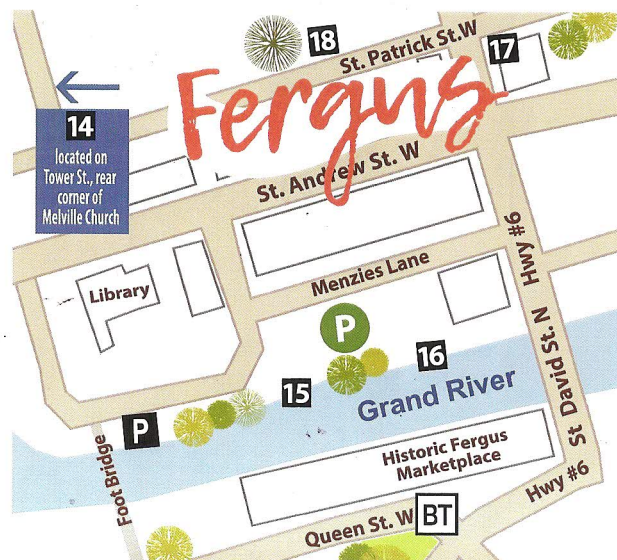 18
St. Patrick St.W
17
Fergus
14
located on
Tower St., rear
corner of
Melville Church
St. Andrew St. W
Hwy #6
Menzies Lane
Library
P
16
15
Grand River
St David St. N
P
Foot Bridge
Historic Fergus
Marketplace
Hwy #6
Queen St. W
BT